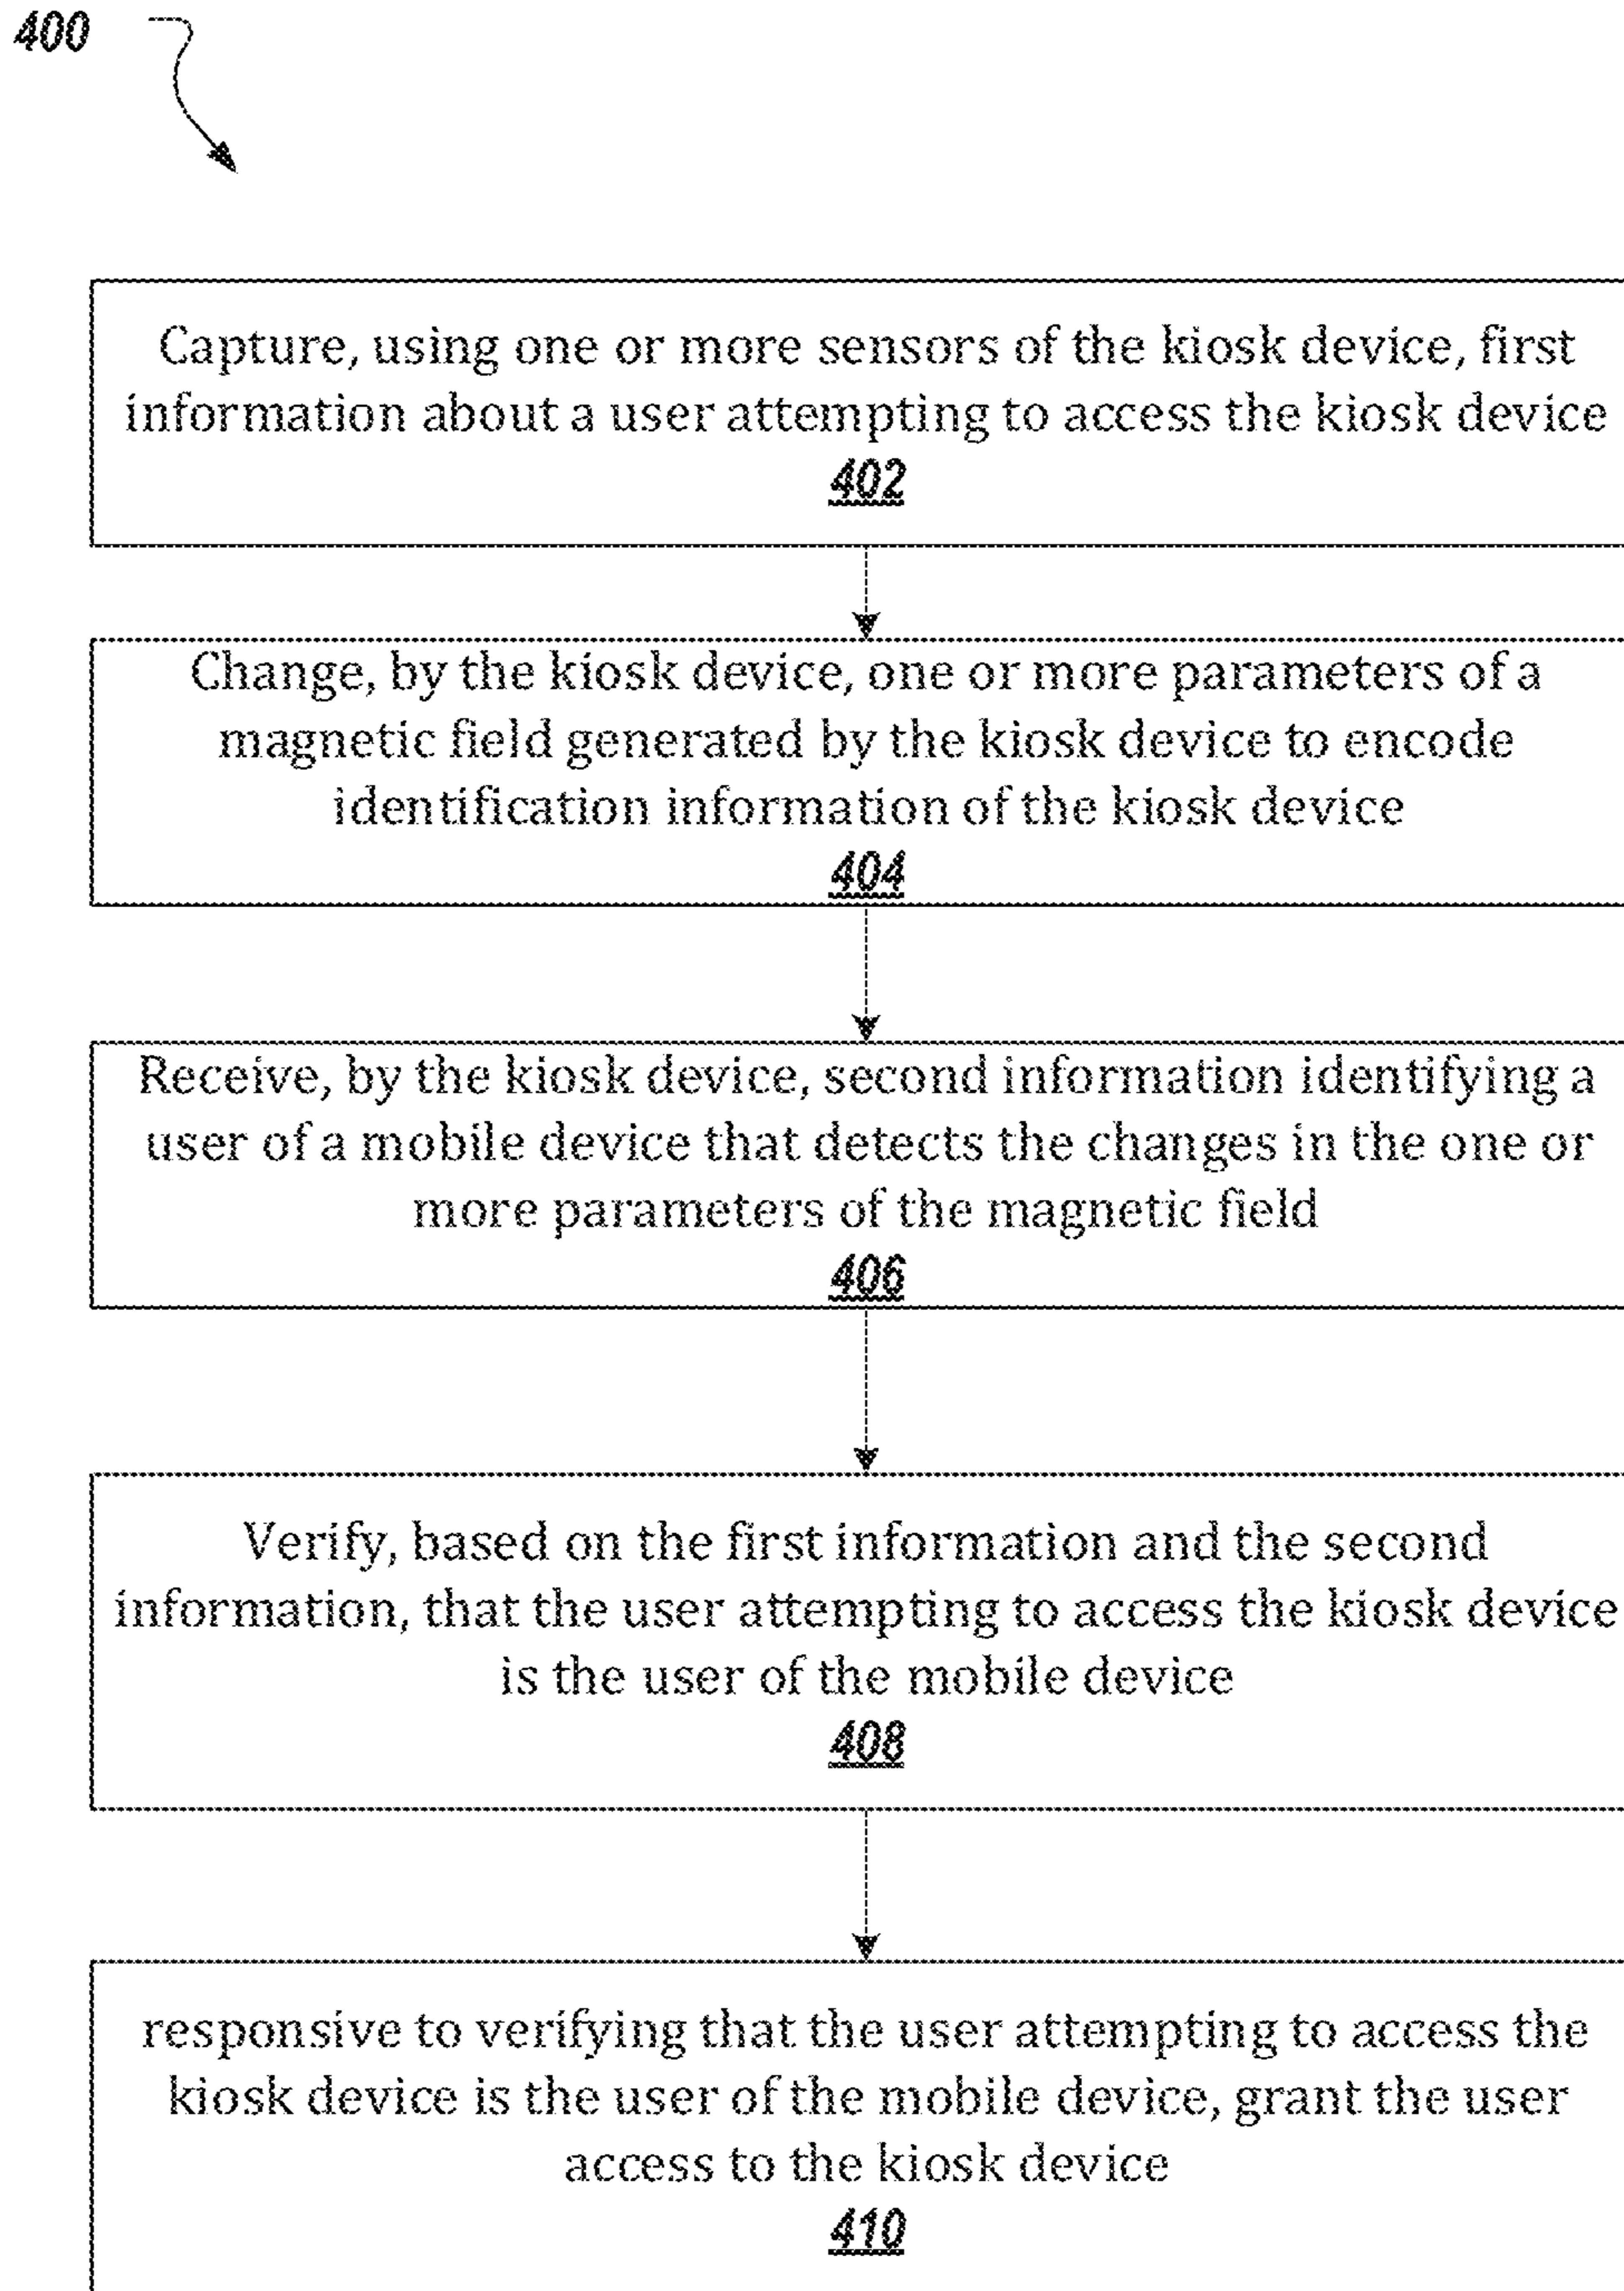 400
Capture, using one or more sensors of the kiosk device, first
information about a user attempting to access the kiosk device
402
Change, by the kiosk device, one or more parameters of a
magnetic field generated by the kiosk device to encode
identification information of the kiosk device
404
Receive, by the kiosk device, second information identifying a
user of a mobile device that detects the changes in the one or
more parameters of the magnetic field
406
Verify, based on the first information and the second
information, that the user attempting to access the kiosk device
is the user of the mobile device
408
responsive to verifying that the user attempting to access the
kiosk device is the user of the mobile device, grant the user
access to the kiosk device
410